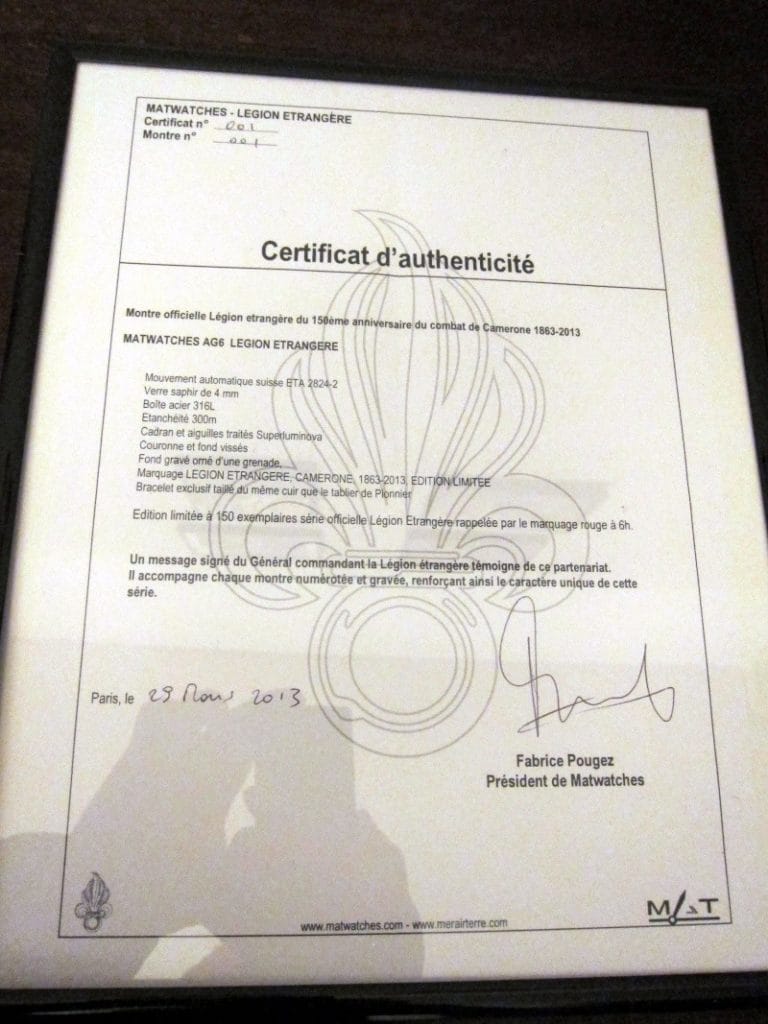 MATWATCHES - LEGION ETRANGÈRE
Certificat n° 001
Montre n° 001
Certificat d'authenticité
Montre officielle Légion etrangère du 150ème anniversaire du combat de Camerone 1863-2013
MATWATCHES AG6 LEGION ETRANGERE
Mouvement automatique suisse ETA 2824-2
Verre saphir de 4 mm
Boîte acier 316L
Etanchéité 300m
Cadran et aiguilles traités Superluminova
Couronne et fond vissés
Fond gravé orné d'une grenade,
Marquage LEGION ETRANGERE, CAMERONE, 1863-2013, EDITION LIMITEE
Bracelet exclusif taillé du même cuir que le tablier de Pionnier
Edition limitée à 150 exemplaires série officielle Légion Etrangère rappelée par le marquage rouge à 6h.
Un message signé du Général commandant la Légion étrangère témoigne de ce partenariat.
Il accompagne chaque montre numérotée et gravée, renforçant ainsi le caractère unique de cette
série.
Paris, le 29 Mars 2013
Fabrice Pougez
Président de Matwatches
www.matwatches.com - www.merairterre.com
MAT